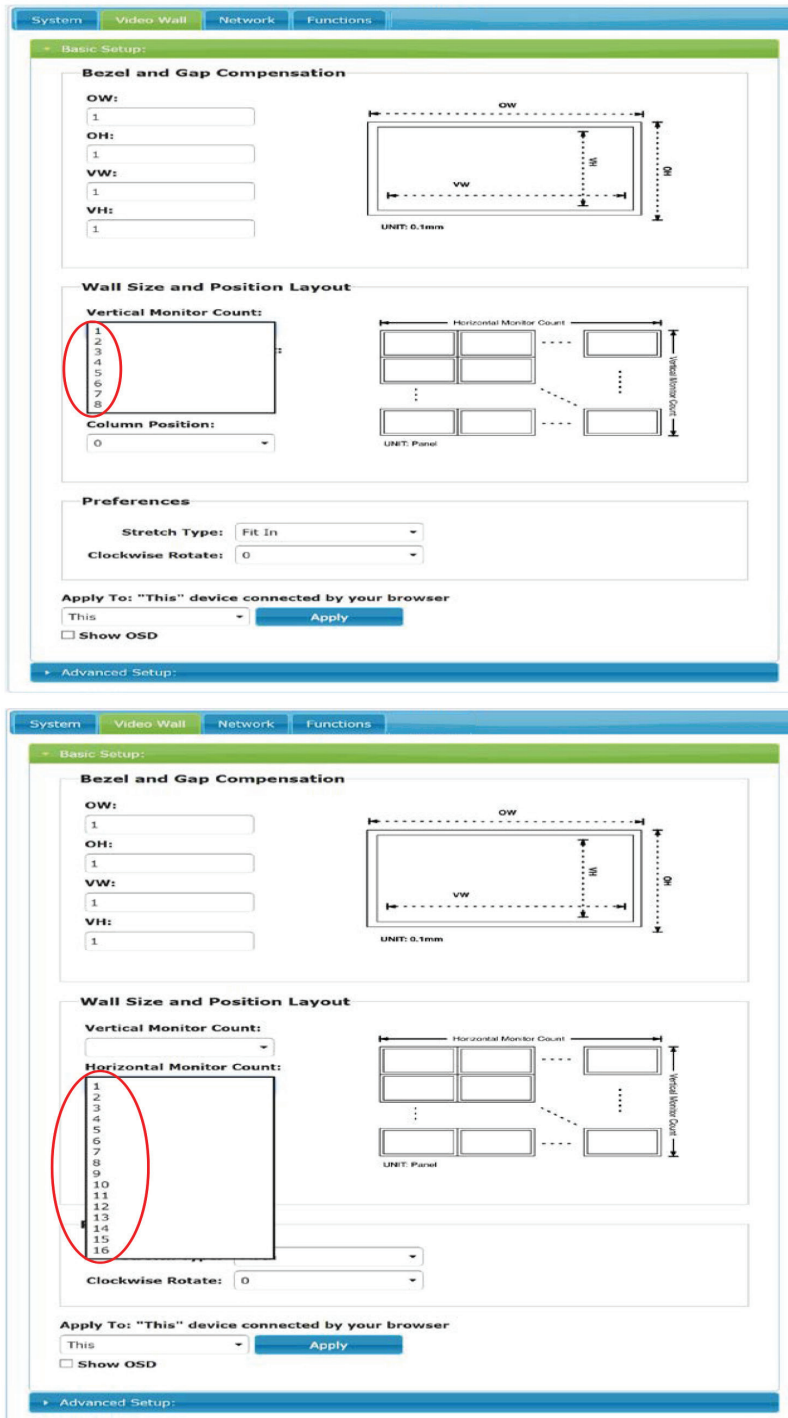 System Video Wall Network Functions
Basic Setup:
Bezel and Gap Compensation
OW:
1
OH:
1
VW:
1
VH:
1
OW
VH
OH
VW
UNIT: 0.1mm
Wall Size and Position Layout
Vertical Monitor Count:
1
2
3
4
5
6
7
8
:
Column Position:
0
Horizontal Monitor Count
Vertical Monitor Count
UNIT: Panel
Preferences
Stretch Type: Fit In
Clockwise Rotate: 0
Apply To: "This" device connected by your browser
This Apply
Show OSD
Advanced Setup:
System Video Wall Network Functions
Basic Setup:
Bezel and Gap Compensation
OW:
1
OH:
1
VW:
1
VH:
1
OW
VH
OH
VW
UNIT: 0.1mm
Wall Size and Position Layout
Vertical Monitor Count:
Horizontal Monitor Count:
1
2
3
4
5
6
7
8
9
10
11
12
13
14
15
16
Horizontal Monitor Count
Vertical Monitor Count
UNIT: Panel
Clockwise Rotate: 0
Apply To: "This" device connected by your browser
This Apply
Show OSD
Advanced Setup: